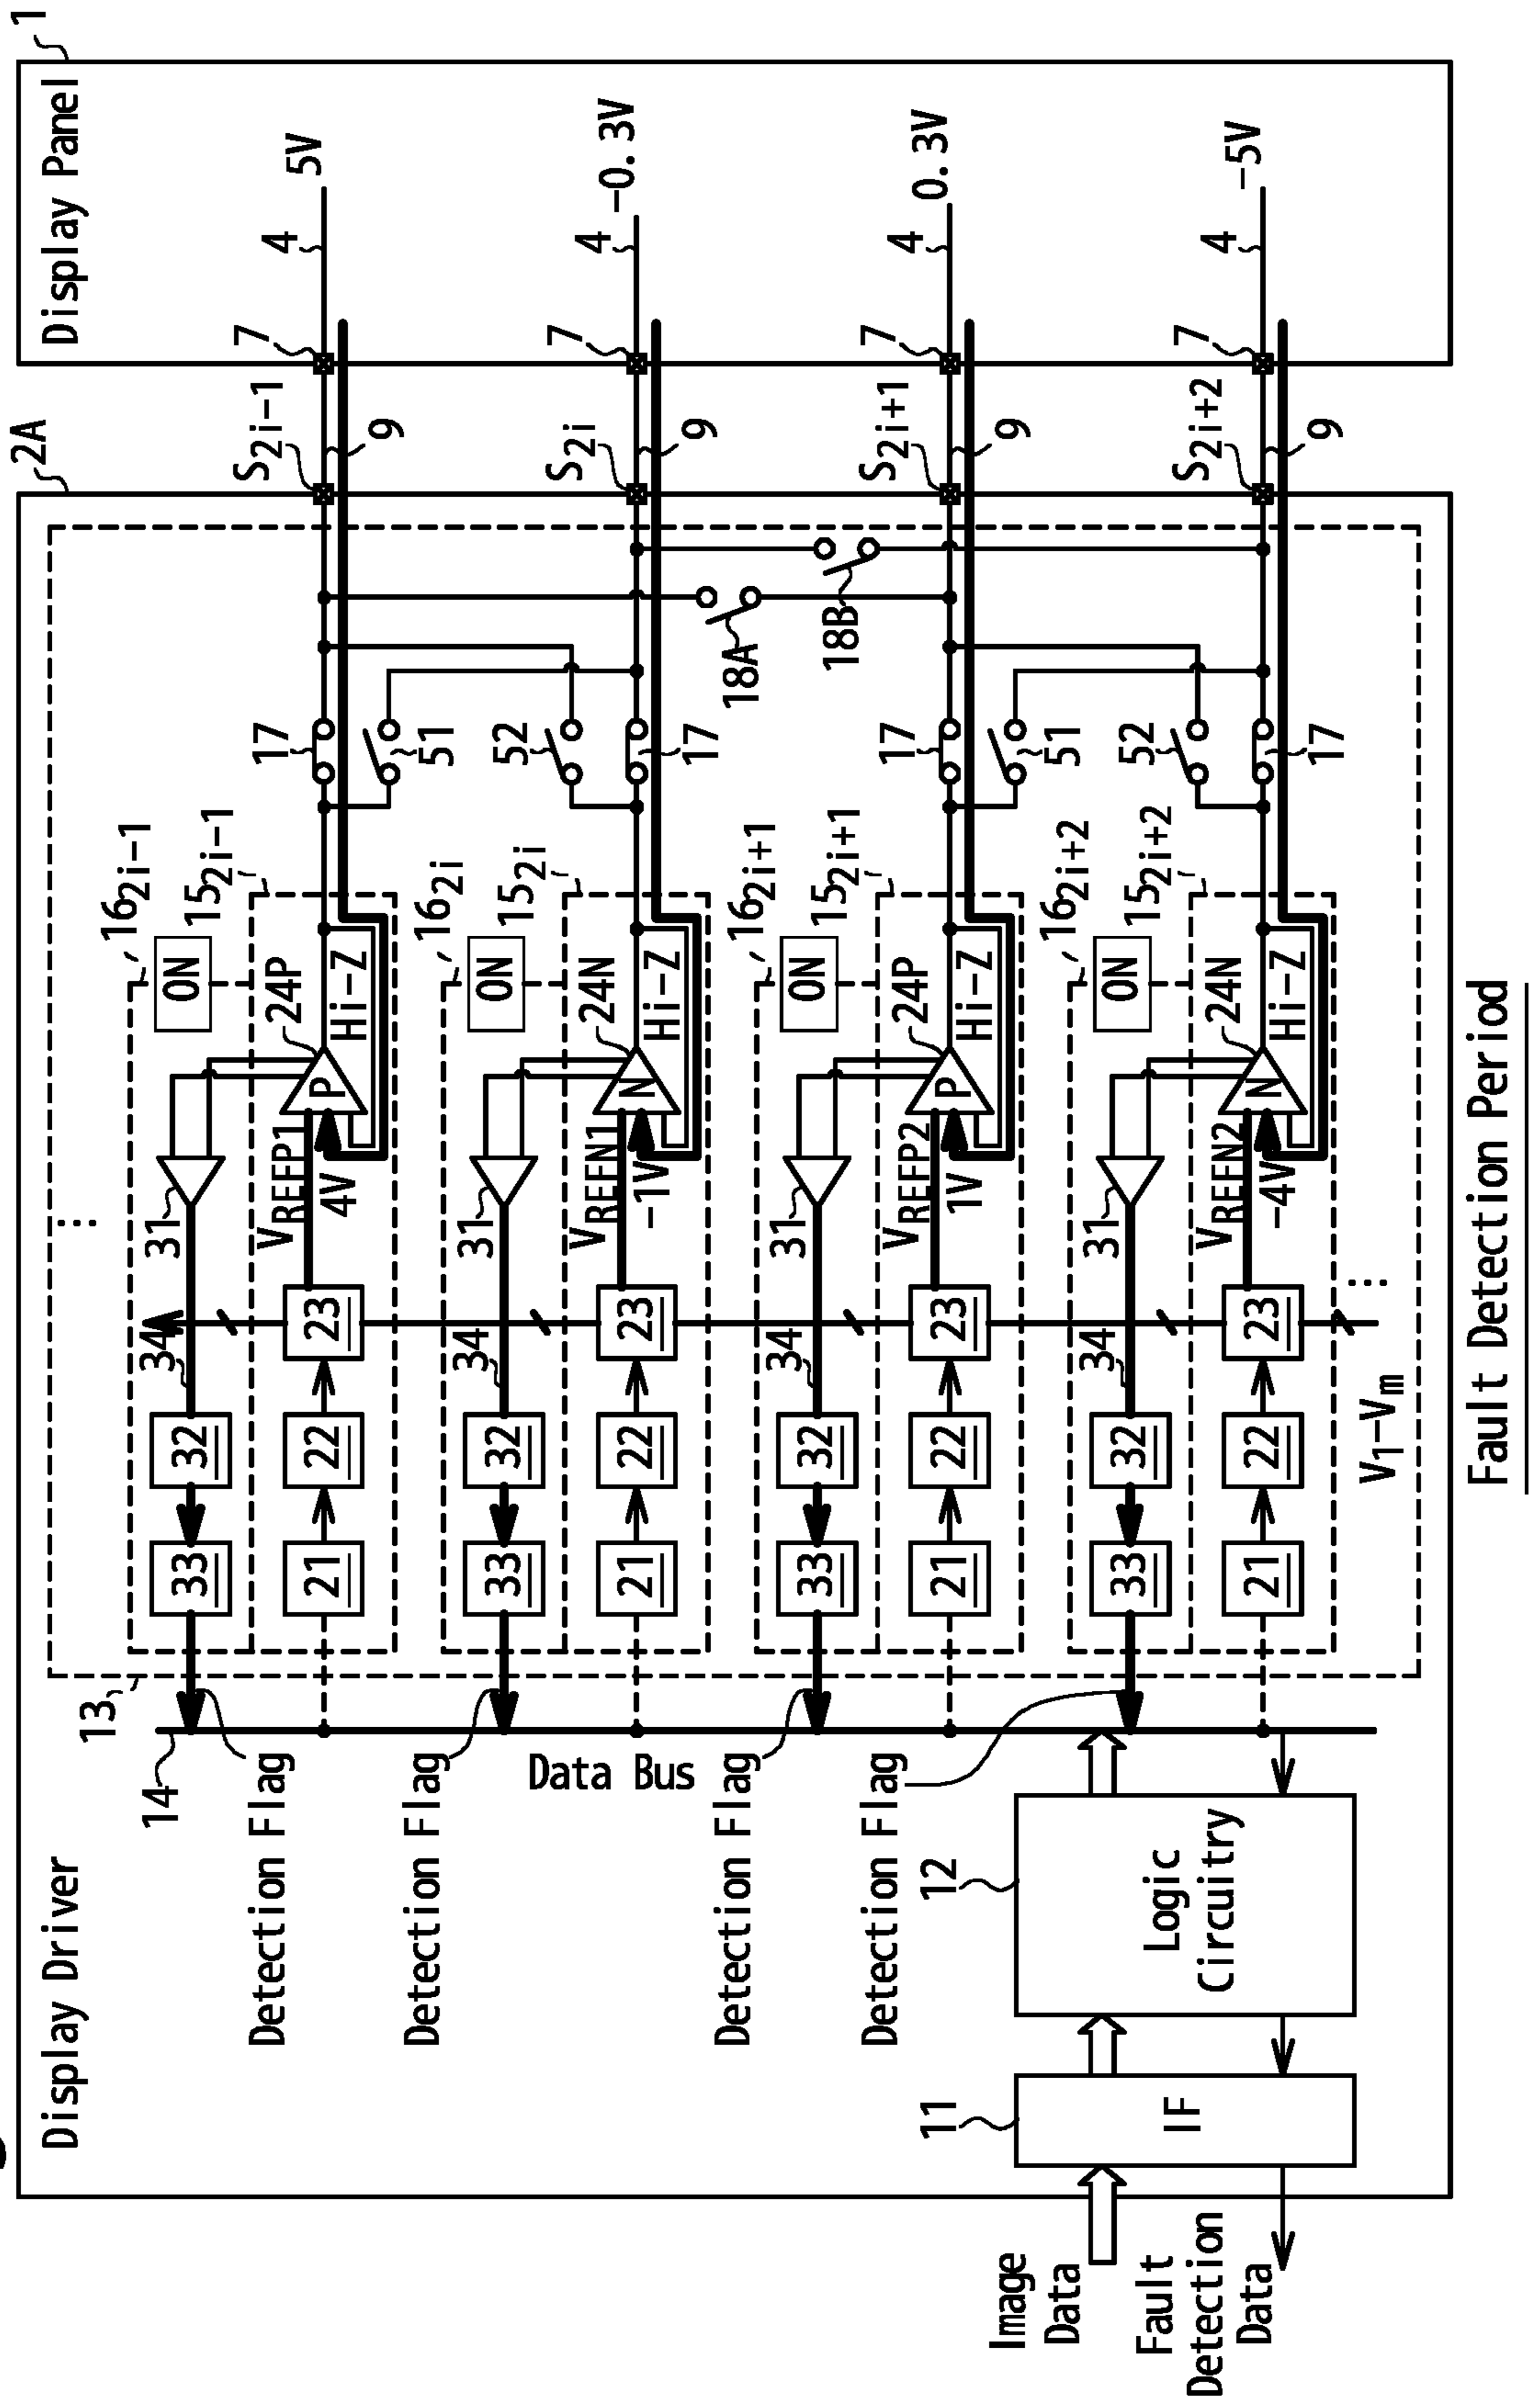 1
Display Panel
5V
-0.3V
0.3V
-5V
4
4
4
4
7
7
7
7
2A
S2i-1
S2i
S2i+1
S2i+2
9
9
9
9
18A
18B
17
51
52
17
17
51
52
17
162i-1
152i-1
162i
152i
162i+1
152i+1
162i+2
152i+2
ON
ON
ON
ON
24P
24N
24P
24N
Hi-Z
Hi-Z
Hi-Z
Hi-Z
P
N
P
N
31
31
31
31
VREFP1
4V
VREFN1
-1V
VREFP2
1V
VREFN2
-4V
34
34
34
34
23
23
23
23
32
22
32
22
32
22
32
22
V1-Vm
33
21
33
21
33
21
33
21
13
14
Data Bus
Detection Flag
Detection Flag
Detection Flag
Detection Flag
Display Driver
12
Logic
Circuitry
11
IF
Image
Data
Fault
Detection
Data
Fault Detection Period